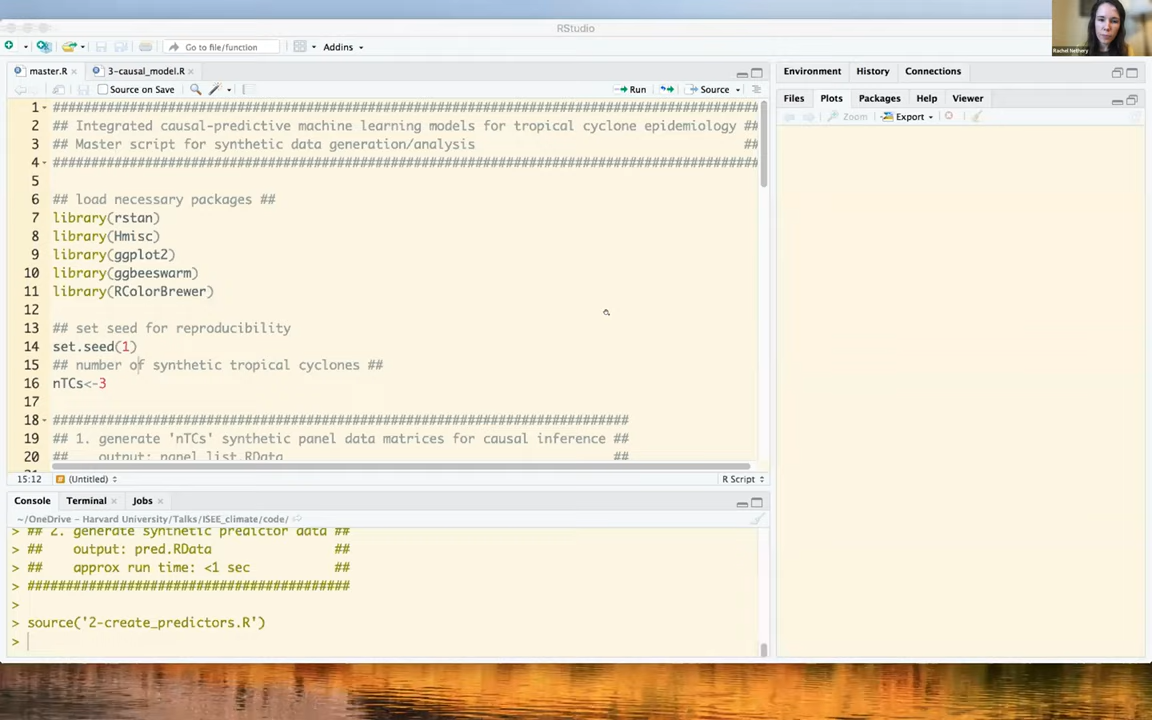 RStudio
Go to file/function
Addins
Rachel Nethery
master.R
3-causal_model.R
Source on Save
Run
Source
1 ####################################################################################################
2 ## Integrated causal-predictive machine learning models for tropical cyclone epidemiology ##
3 ## Master script for synthetic data generation/analysis ##
4 ####################################################################################################
5
6 ## load necessary packages ##
7 library(rstan)
8 library(Hmisc)
9 library(ggplot2)
10 library(ggbeeswarm)
11 library(RColorBrewer)
12
13 ## set seed for reproducibility
14 set.seed(1)
15 ## number of synthetic tropical cyclones ##
16 nTCs<-3
17
18 ###########################################################################
19 ## 1. generate 'nTCs' synthetic panel data matrices for causal inference ##
20 ## output: panel_list.RData ##
15:12
(Untitled)
R Script
Console
Terminal
Jobs
~/OneDrive - Harvard University/Talks/ISEE_climate/code/
> ## 2. generate synthetic predictor data ##
> ## output: pred.RData ##
> ## approx run time: <1 sec ##
> ##########################################
>
> source('2-create_predictors.R')
>
Environment
History
Connections
Files
Plots
Packages
Help
Viewer
Zoom
Export